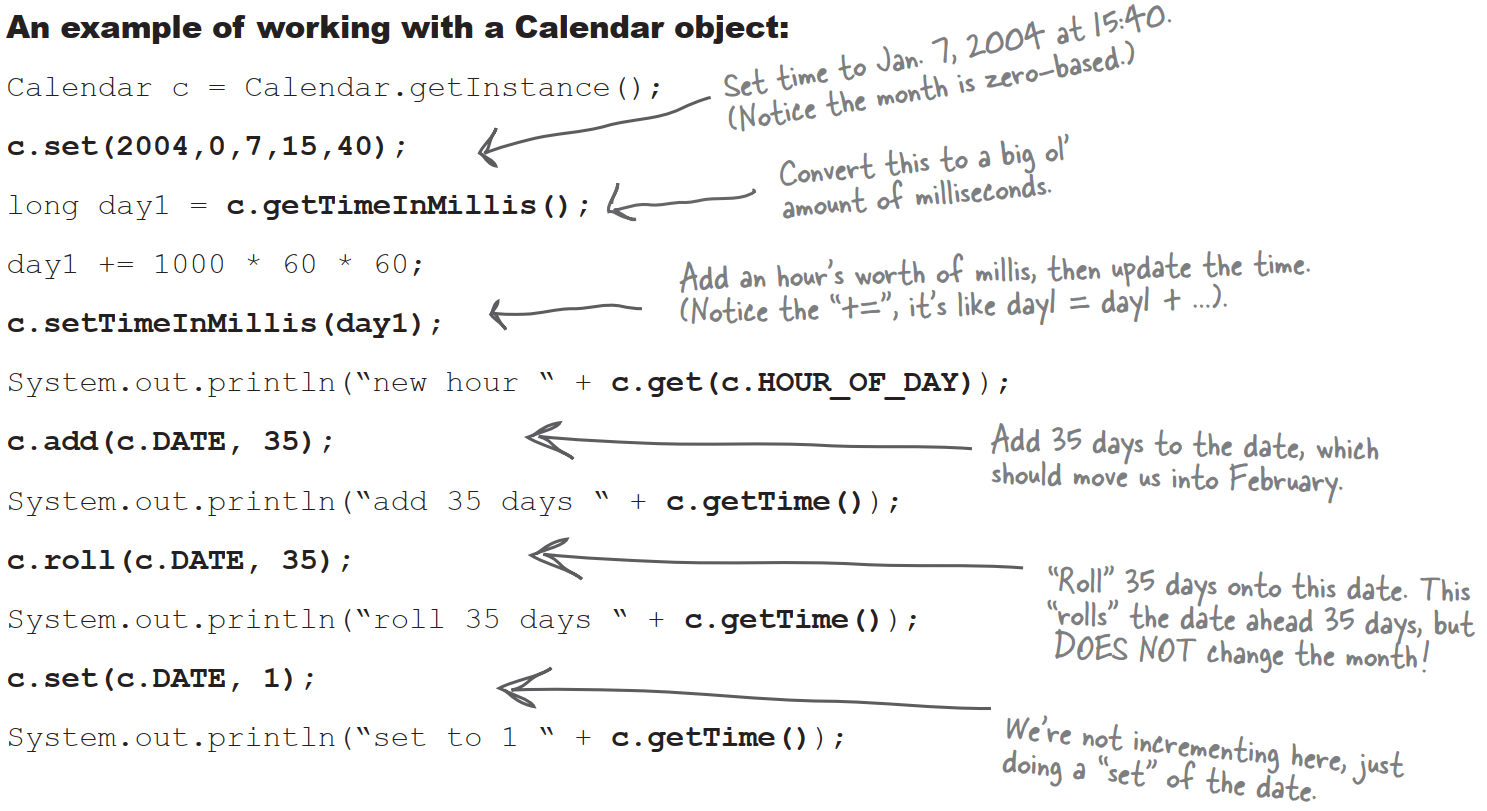 An example of working with a Calendar object:
Calendar c = Calendar.getInstance();
Set time to Jan. 7, 2004 at 15:40.
(Notice the month is zero-based.)
c.set(2004,0,7,15,40);
Convert this to a big ol’
amount of milliseconds.
long day1 = c.getTimeInMillis();
day1 += 1000 * 60 * 60;
Add an hour’s worth of millis, then update the time.
(Notice the “+=”, it’s like day1 = day1 + ...).
c.setTimeInMillis(day1);
System.out.println(“new hour “ + c.get(c.HOUR_OF_DAY));
c.add(c.DATE, 35);
Add 35 days to the date, which
should move us into February.
System.out.println(“add 35 days “ + c.getTime());
c.roll(c.DATE, 35);
“Roll” 35 days onto this date. This
“rolls” the date ahead 35 days, but
DOES NOT change the month!
System.out.println(“roll 35 days “ + c.getTime());
c.set(c.DATE, 1);
We’re not incrementing here, just
doing a “set” of the date.
System.out.println(“set to 1 “ + c.getTime());